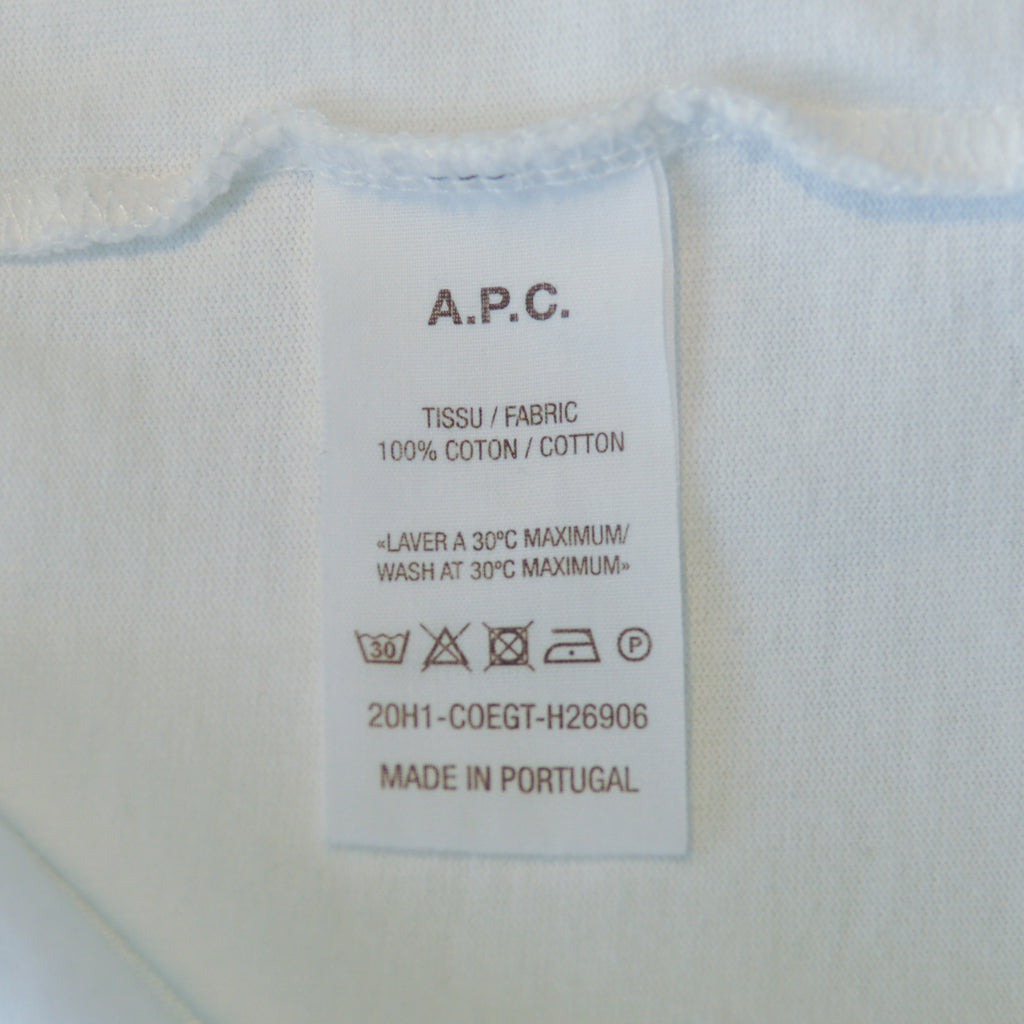 A.P.C.
TISSU / FABRIC
100% COTON / COTTON
«LAVER A 30ºC MAXIMUM/
WASH AT 30ºC MAXIMUM»
30 P
20H1-COEGT-H26906
MADE IN PORTUGAL